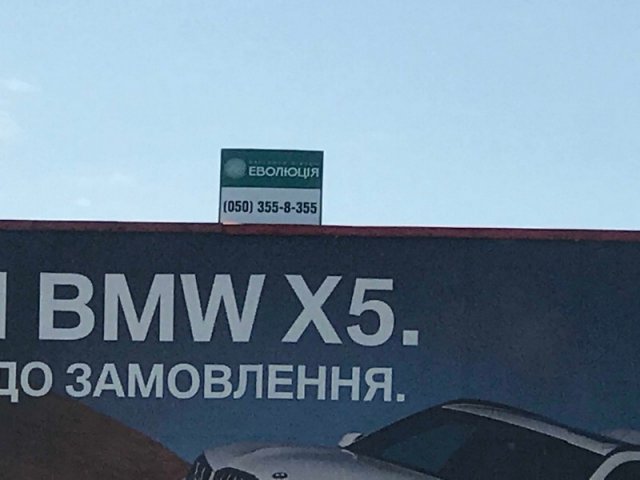 ЕВОЛЮЦІЯ
(050) 355-8-355
BMW X5.
ДО ЗАМОВЛЕННЯ.